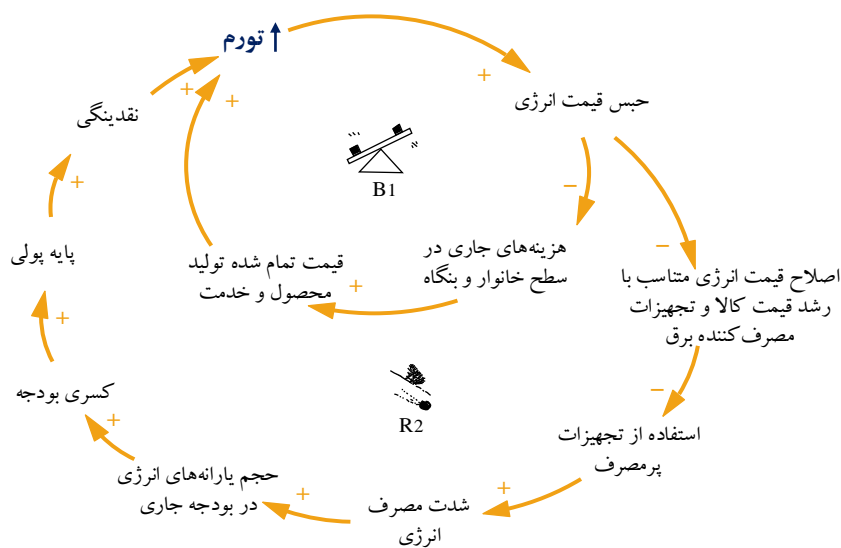 تورم
حبس قیمت انرژی
نقدینگی
B1
هزینه‌های جاری در
سطح خانوار و بنگاه
قیمت تمام شده تولید
محصول و خدمت
پایه پولی
اصلاح قیمت انرژی متناسب با
رشد قیمت کالا و تجهیزات
مصرف‌کننده برق
کسری بودجه
R2
استفاده از تجهیزات
پرمصرف
حجم یارانه‌های انرژی
در بودجه جاری
شدت مصرف
انرژی
+
+
+
+
+
+
+
+
+
+
−
−
−